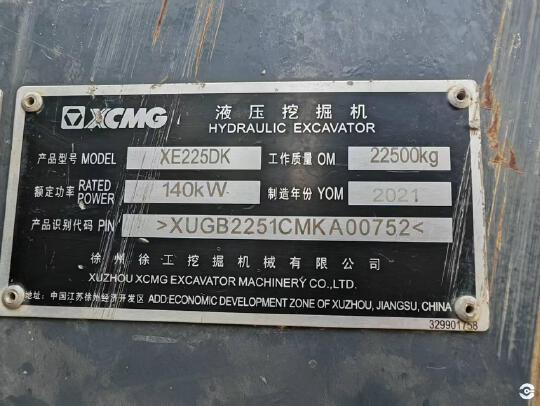 XCMG 液压挖掘机
HYDRAULIC EXCAVATOR
产品型号 MODEL XE225DK 工作质量 OM 22500kg
额定功率 RATED POWER 140kW 制造年份 YOM 2021
产品识别代码 PIN >XUGB2251CMKA00752<
徐州徐工挖掘机械有限公司
XUZHOU XCMG EXCAVATOR MACHINERY CO.,LTD.
地址: 中国江苏徐州经济开发区 ADD:ECONOMIC DEVELOPMENT ZONE OF XUZHOU, JIANGSU, CHINA
329901758